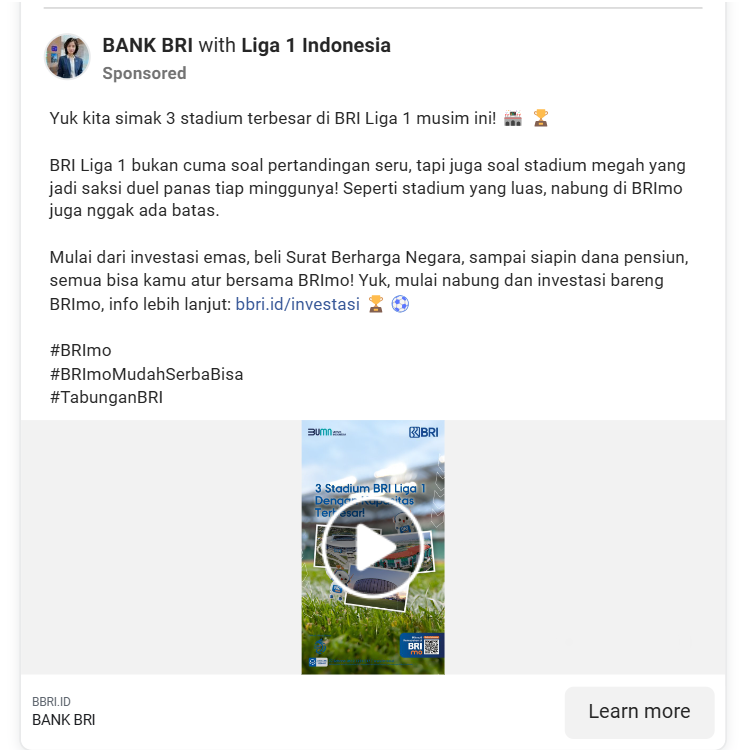 BANK BRI with Liga 1 Indonesia
Sponsored
Yuk kita simak 3 stadium terbesar di BRI Liga 1 musim ini! 🏟️ 🏆
BRI Liga 1 bukan cuma soal pertandingan seru, tapi juga soal stadium megah yang
jadi saksi duel panas tiap minggunya! Seperti stadium yang luas, nabung di BRImo
juga nggak ada batas.
Mulai dari investasi emas, beli Surat Berharga Negara, sampai siapin dana pensiun,
semua bisa kamu atur bersama BRImo! Yuk, mulai nabung dan investasi bareng
BRImo, info lebih lanjut: bbri.id/investasi 🏆 ⚽
#BRImo
#BRImoMudahSerbaBisa
#TabunganBRI
BUMN
BRI
3 Stadium BRI Liga 1
Dengan Kapasitas
Terbesar!
BRI
mo
BBRI.ID
BANK BRI
Learn more